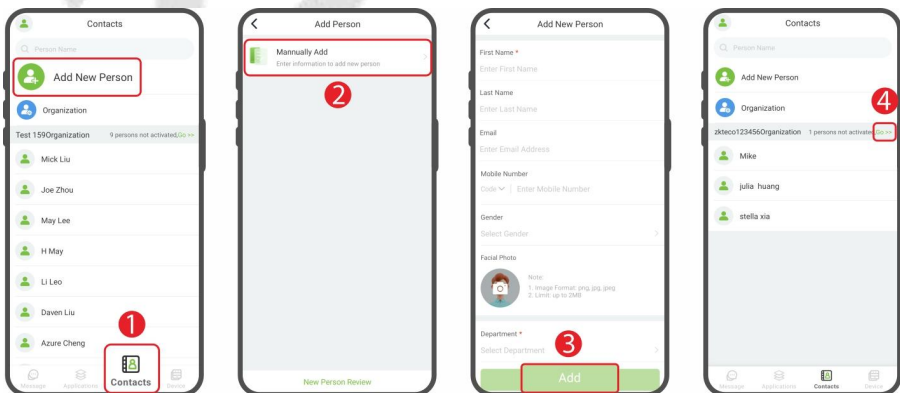 Contacts
Person Name
Add New Person
Organization
Test 159Organization 9 persons not activated,Go >>
Mick Liu
Joe Zhou
May Lee
H May
Li Leo
Daven Liu
Azure Cheng
1
Message Applications Contacts Device
Add Person
Mannually Add
Enter information to add new person
2
New Person Review
Add New Person
First Name *
Enter First Name
Last Name
Enter Last Name
Email
Enter Email Address
Mobile Number
Code Enter Mobile Number
Gender
Select Gender
Facial Photo
Note:
1. Image Format: png, jpg, jpeg
2. Limit: up to 2MB
Department *
Select Department
3
Add
Contacts
Person Name
Add New Person
Organization
4
zkteco123456Organization 1 persons not activated,Go >>
Mike
julia huang
stella xia
Message Applications Contacts Device